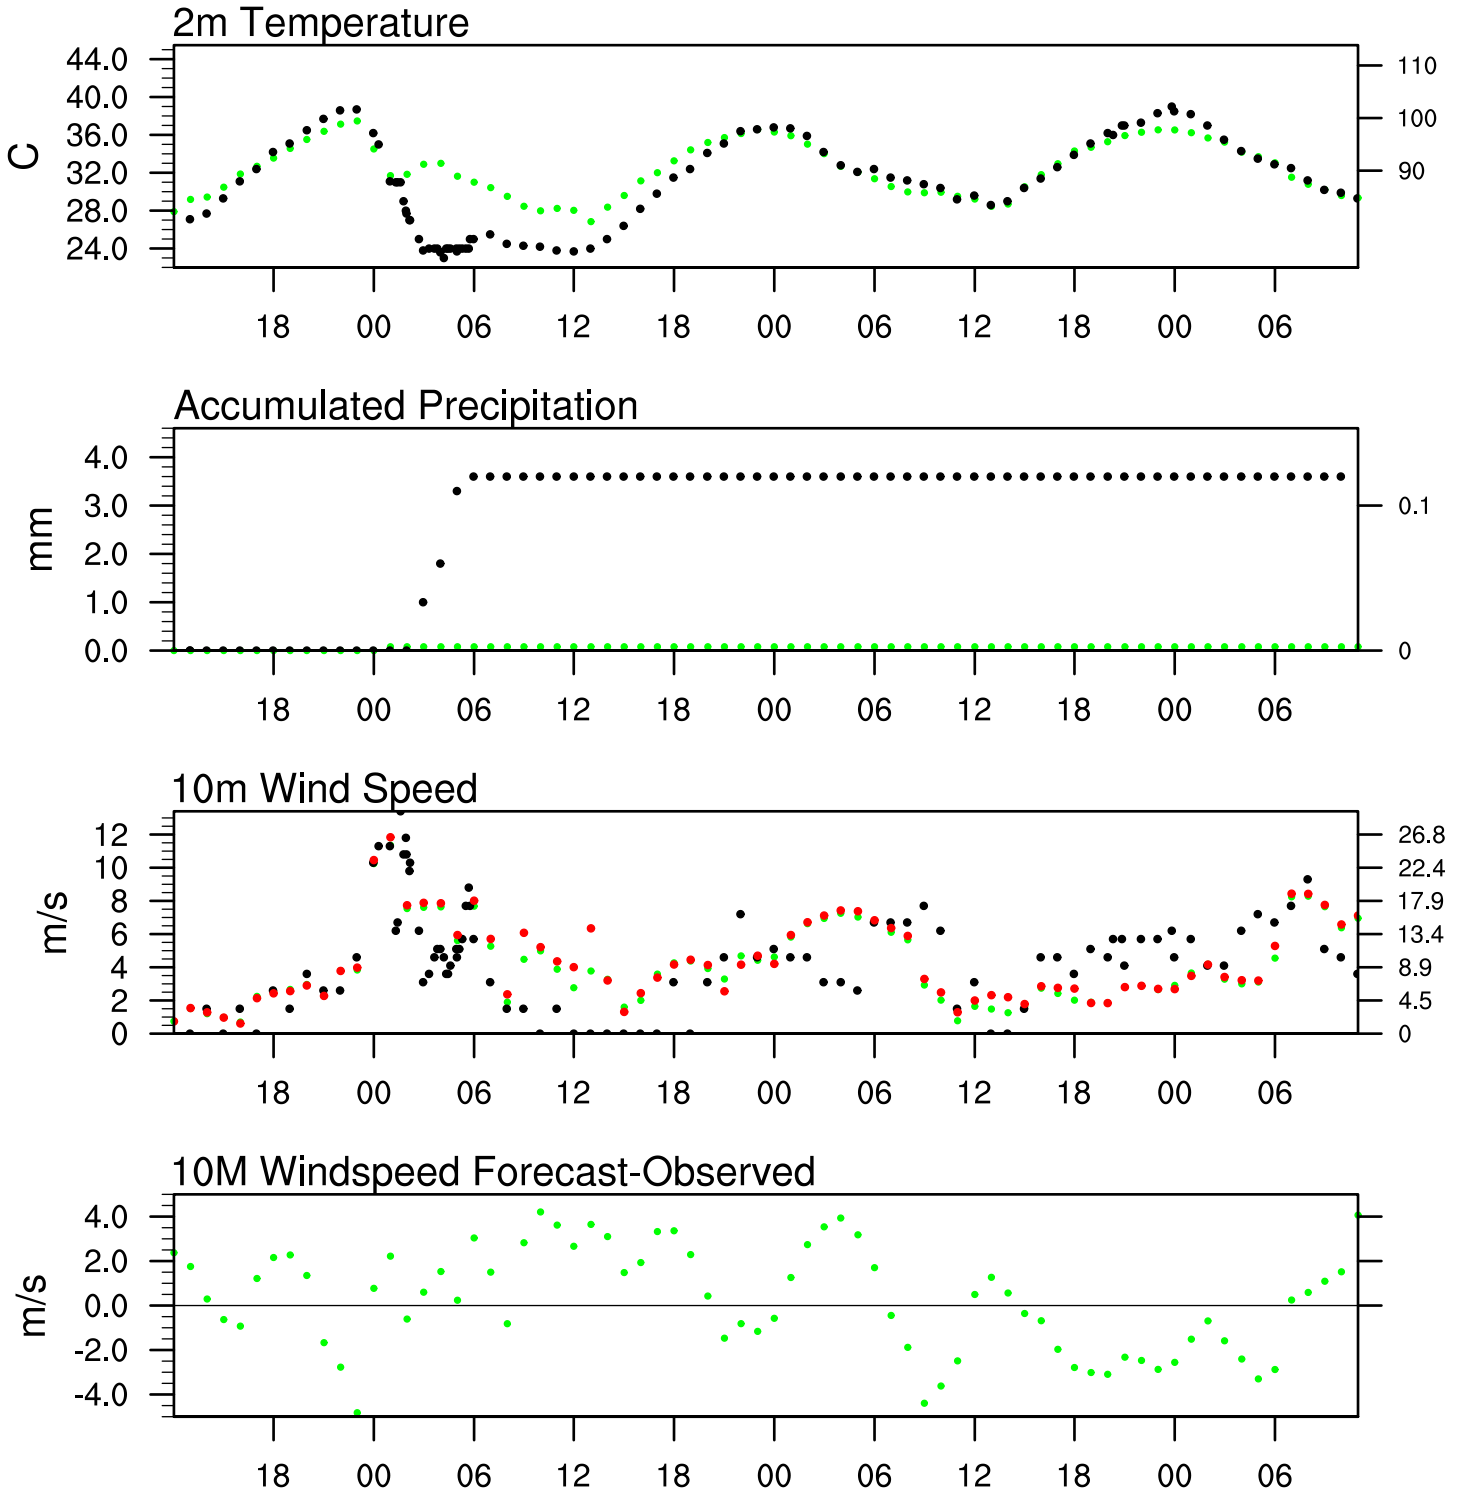 2m Temperature
44.0
40.0
36.0
32.0
28.0
24.0
C
110
100
90
18 00 06 12 18 00 06 12 18 00 06
Accumulated Precipitation
4.0
3.0
2.0
1.0
0.0
mm
0.1
0
18 00 06 12 18 00 06 12 18 00 06
10m Wind Speed
12
10
8
6
4
2
0
m/s
26.8
22.4
17.9
13.4
8.9
4.5
0
18 00 06 12 18 00 06 12 18 00 06
10M Windspeed Forecast-Observed
4.0
2.0
0.0
-2.0
-4.0
m/s
18 00 06 12 18 00 06 12 18 00 06